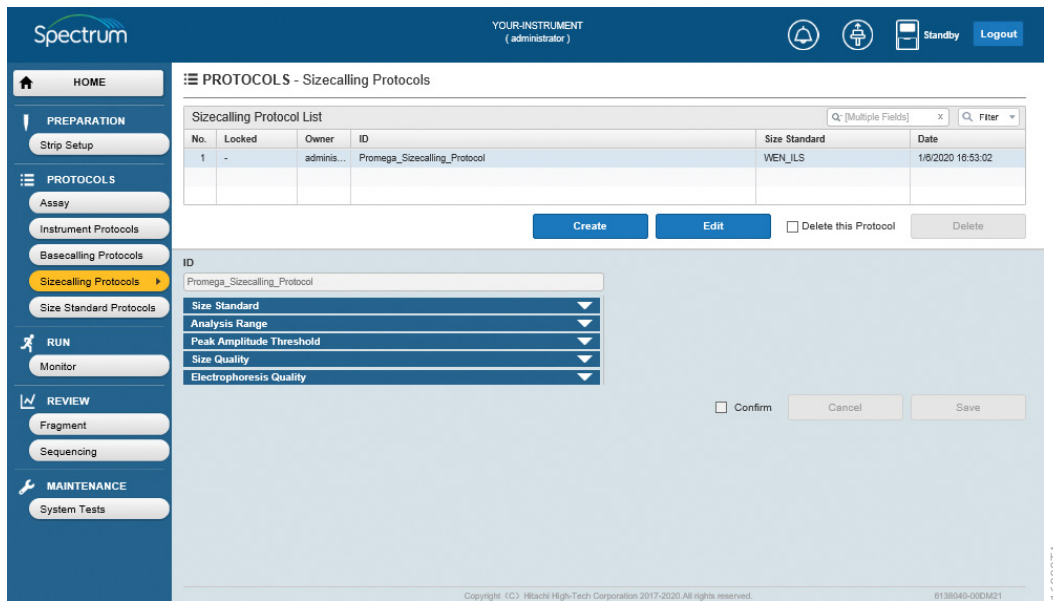 Spectrum
YOUR-INSTRUMENT
( administrator )
Standby
Logout
HOME
PREPARATION
Strip Setup
PROTOCOLS
Assay
Instrument Protocols
Basecalling Protocols
Sizecalling Protocols
Size Standard Protocols
RUN
Monitor
REVIEW
Fragment
Sequencing
MAINTENANCE
System Tests
PROTOCOLS - Sizecalling Protocols
Sizecalling Protocol List
[Multiple Fields] x Filter
No. Locked Owner ID Size Standard Date
1 - adminis... Promega_Sizecalling_Protocol WEN_ILS 1/6/2020 16:53:02
Create Edit Delete this Protocol Delete
ID
Promega_Sizecalling_Protocol
Size Standard
Analysis Range
Peak Amplitude Threshold
Size Quality
Electrophoresis Quality
Confirm Cancel Save
Copyright (C) Hitachi High-Tech Corporation 2017-2020.All rights reserved. 6138040-00DM21